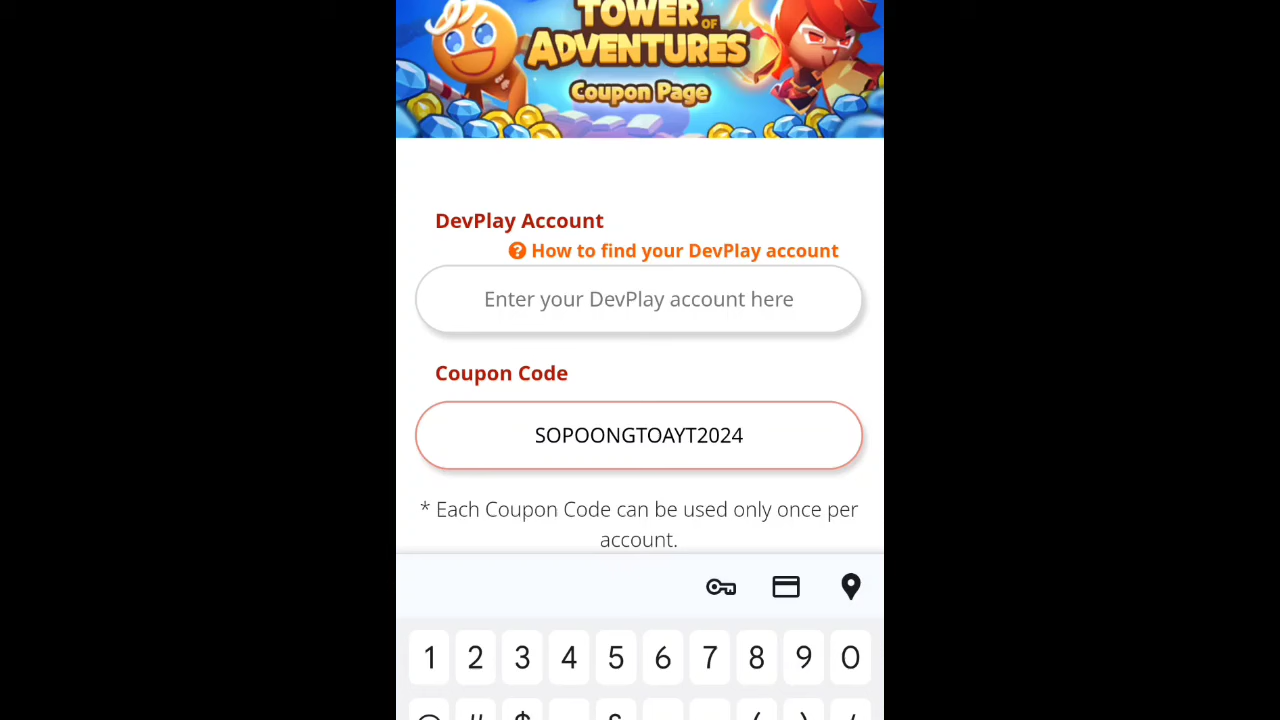 TOWER OF
ADVENTURES
Coupon Page
DevPlay Account
How to find your DevPlay account
Enter your DevPlay account here
Coupon Code
SOPOONGTOAYT2024
* Each Coupon Code can be used only once per
account.
1 2 3 4 5 6 7 8 9 0